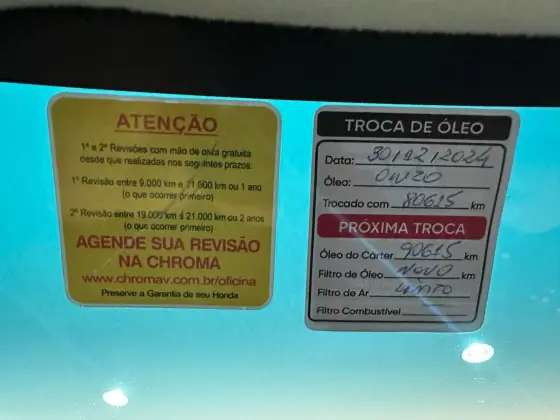 ATENÇÃO
1ª e 2ª Revisões com mão de obra gratuita
desde que realizadas nos seguintes prazos:
1ª Revisão entre 9.000 km e 11.000 km ou 1 ano
(o que ocorrer primeiro)
2ª Revisão entre 19.000 km e 21.000 km ou 2 anos
(o que ocorrer primeiro)
AGENDE SUA REVISÃO
NA CHROMA
www.chromav.com.br/oficina
Preserve a Garantia de seu Honda
TROCA DE ÓLEO
Data: 30/12/2024
Óleo: 0W20
Trocado com 80615 km
PRÓXIMA TROCA
Óleo do Cárter 90615 km
Filtro de Óleo NOVO km
Filtro de Ar LIMPO
Filtro Combustível